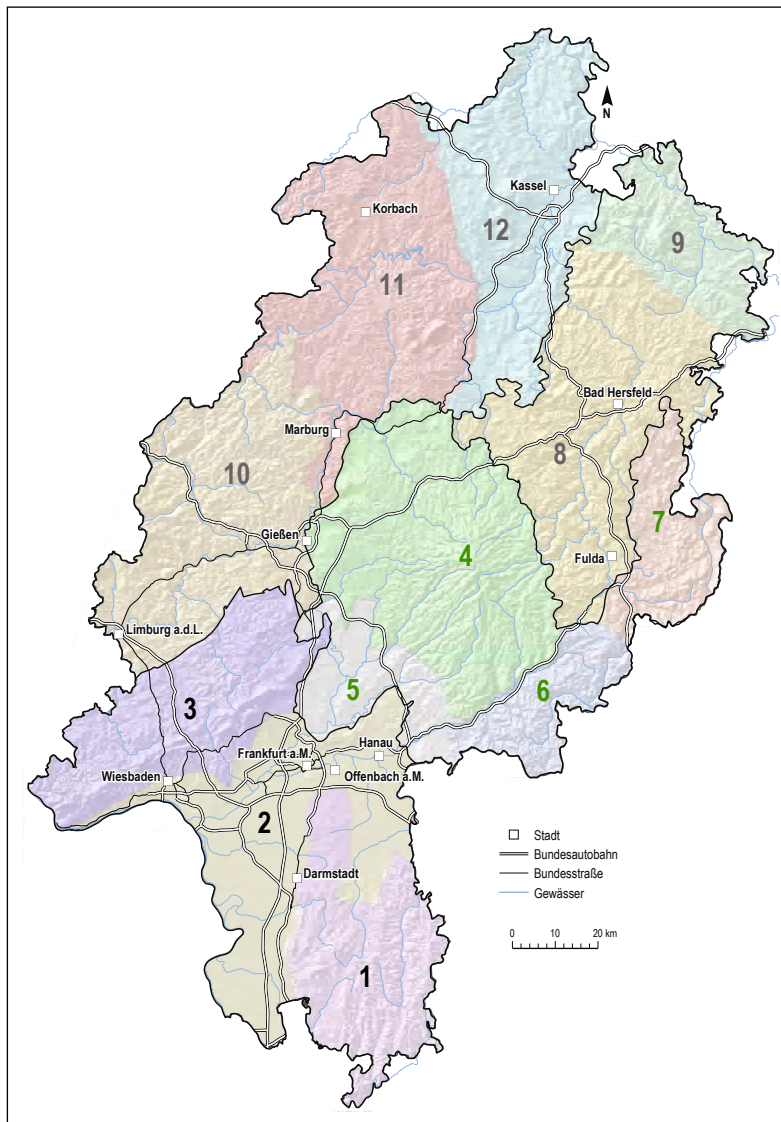 N
Kassel
Korbach
12
9
11
Bad Hersfeld
Marburg
8
10
7
Gießen
4
Fulda
Limburg a.d.L.
5
6
3
Hanau
Frankfurt a.M.
Wiesbaden
Offenbach a.M.
2
Stadt
Bundesautobahn
Bundesstraße
Darmstadt
Gewässer
0 10 20 km
1